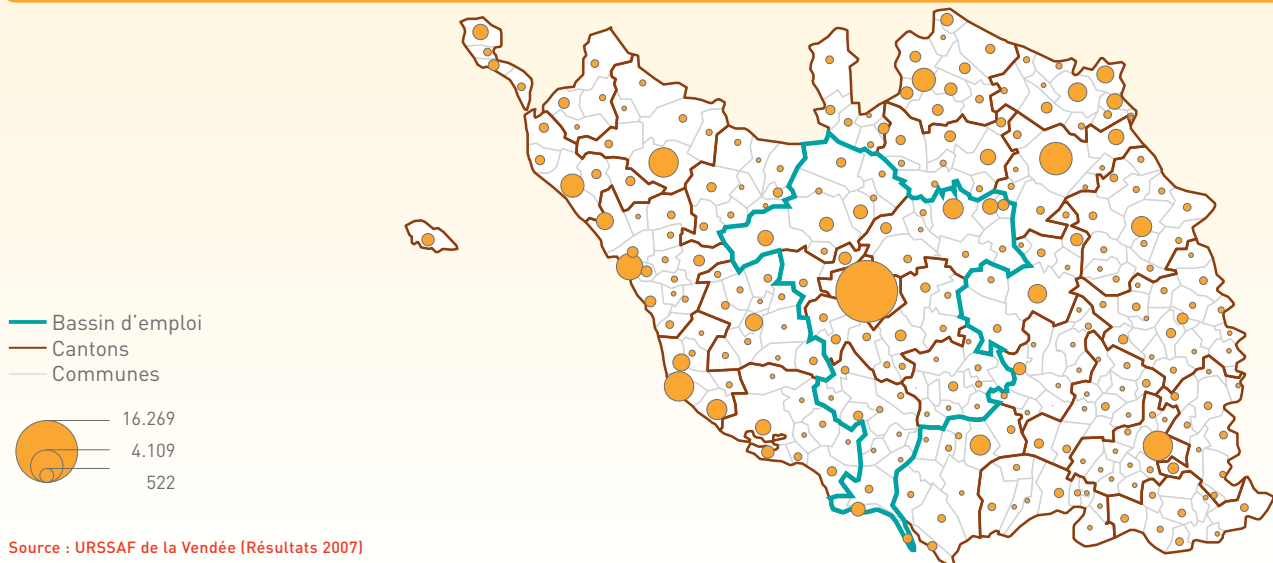 Bassin d’emploi
Cantons
Communes
16.269
4.109
522
Source : URSSAF de la Vendée (Résultats 2007)